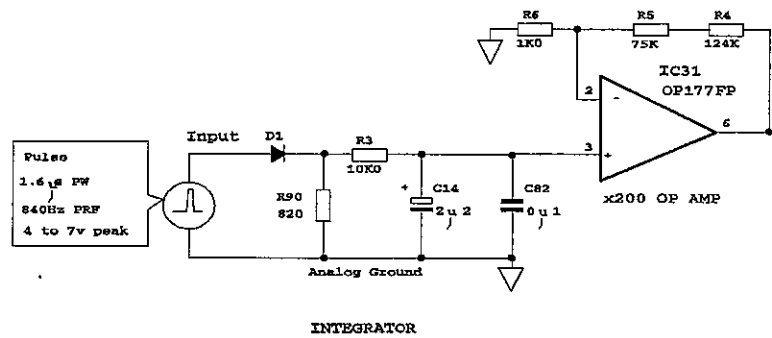 R6
1K0
R5
75K
R4
124K
IC31
OP177FP
2
-
6
3
+
x200 OP AMP
Input
D1
R3
10K0
Pulse
1.6us PW
840Hz PRF
4 to 7v peak
R90
820
+
C14
2u2
C82
0u1
Analog Ground
INTEGRATOR